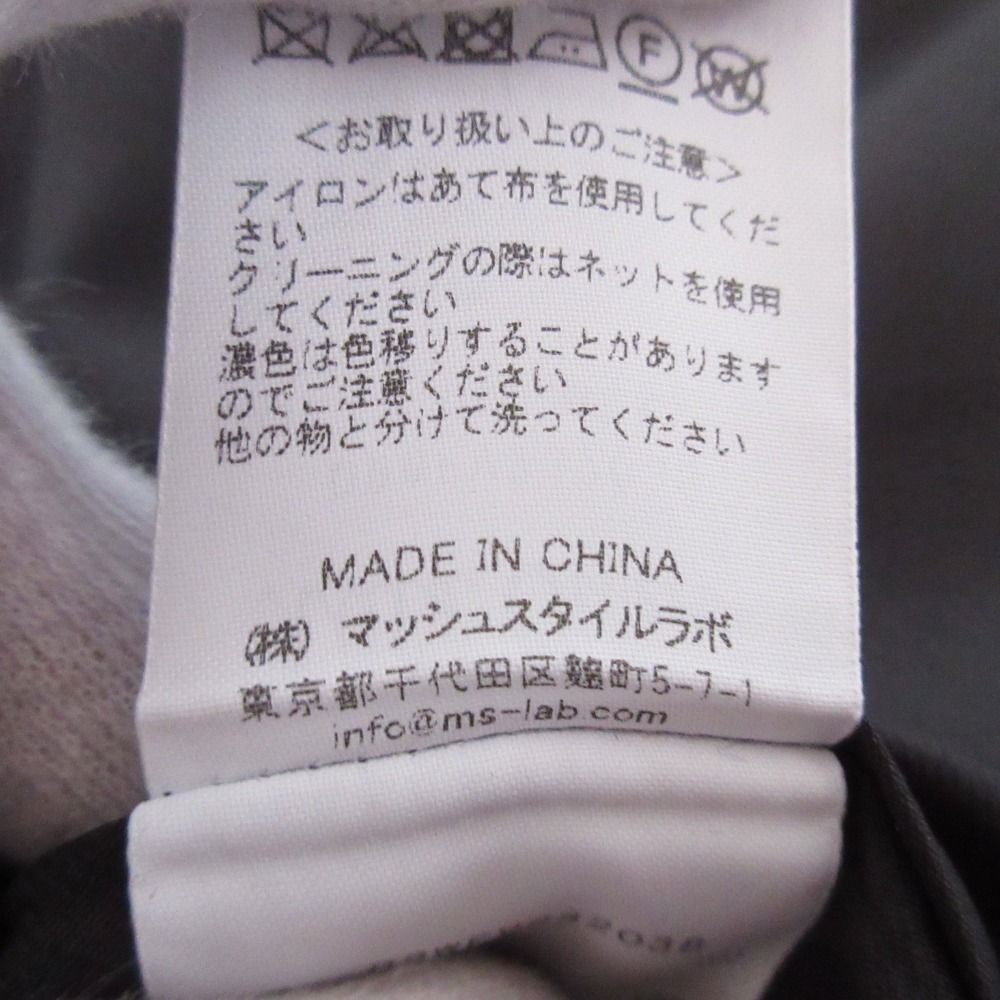 F
W
<お取り扱い上のご注意>
アイロンはあて布を使用してくだ
さい
クリーニングの際はネットを使用
してください
濃色は色移りすることがあります
のでご注意ください
他の物と分けて洗ってください
MADE IN CHINA
(株) マッシュスタイルラボ
東京都千代田区麹町5-7-1
info@ms-lab.com